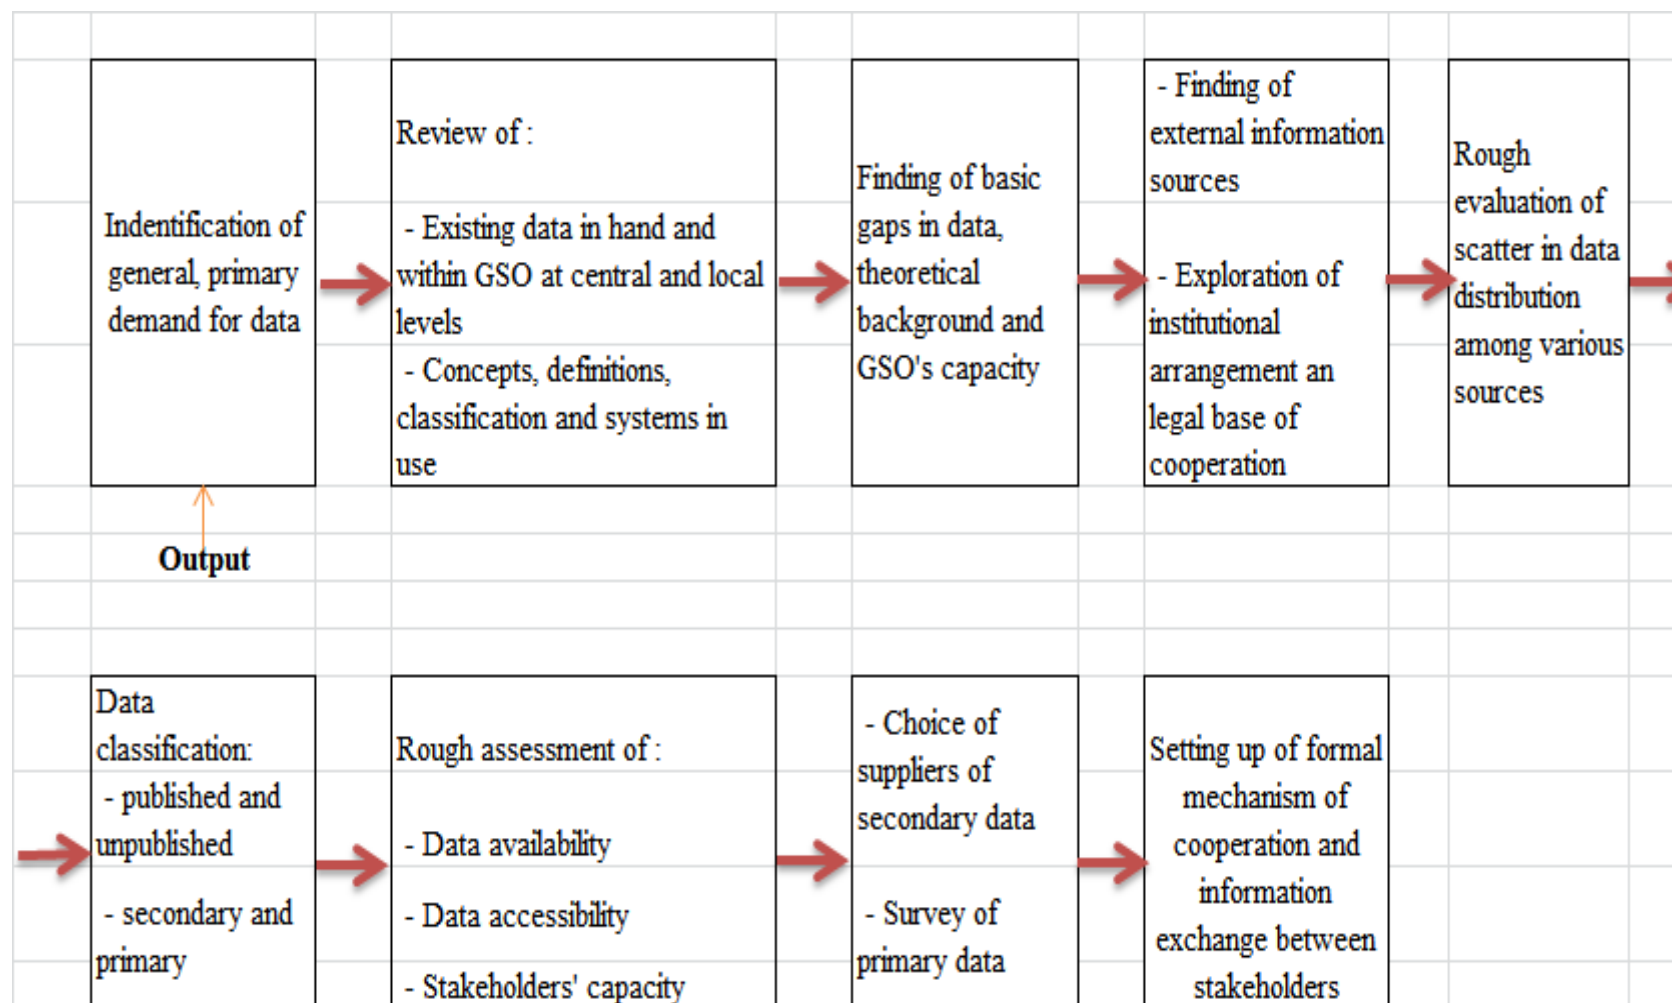 Indentification of
general, primary
demand for data
Review of :
- Existing data in hand and
within GSO at central and local
levels
- Concepts, definitions,
classification and systems in
use
Finding of basic
gaps in data,
theoretical
background and
GSO's capacity
- Finding of
external information
sources
- Exploration of
institutional
arrangement an
legal base of
cooperation
Rough
evaluation of
scatter in data
distribution
among various
sources
Output
Data
classification:
- published and
unpublished
- secondary and
primary
Rough assessment of :
- Data availability
- Data accessibility
- Stakeholders' capacity
- Choice of
suppliers of
secondary data
- Survey of
primary data
Setting up of formal
mechanism of
cooperation and
information
exchange between
stakeholders